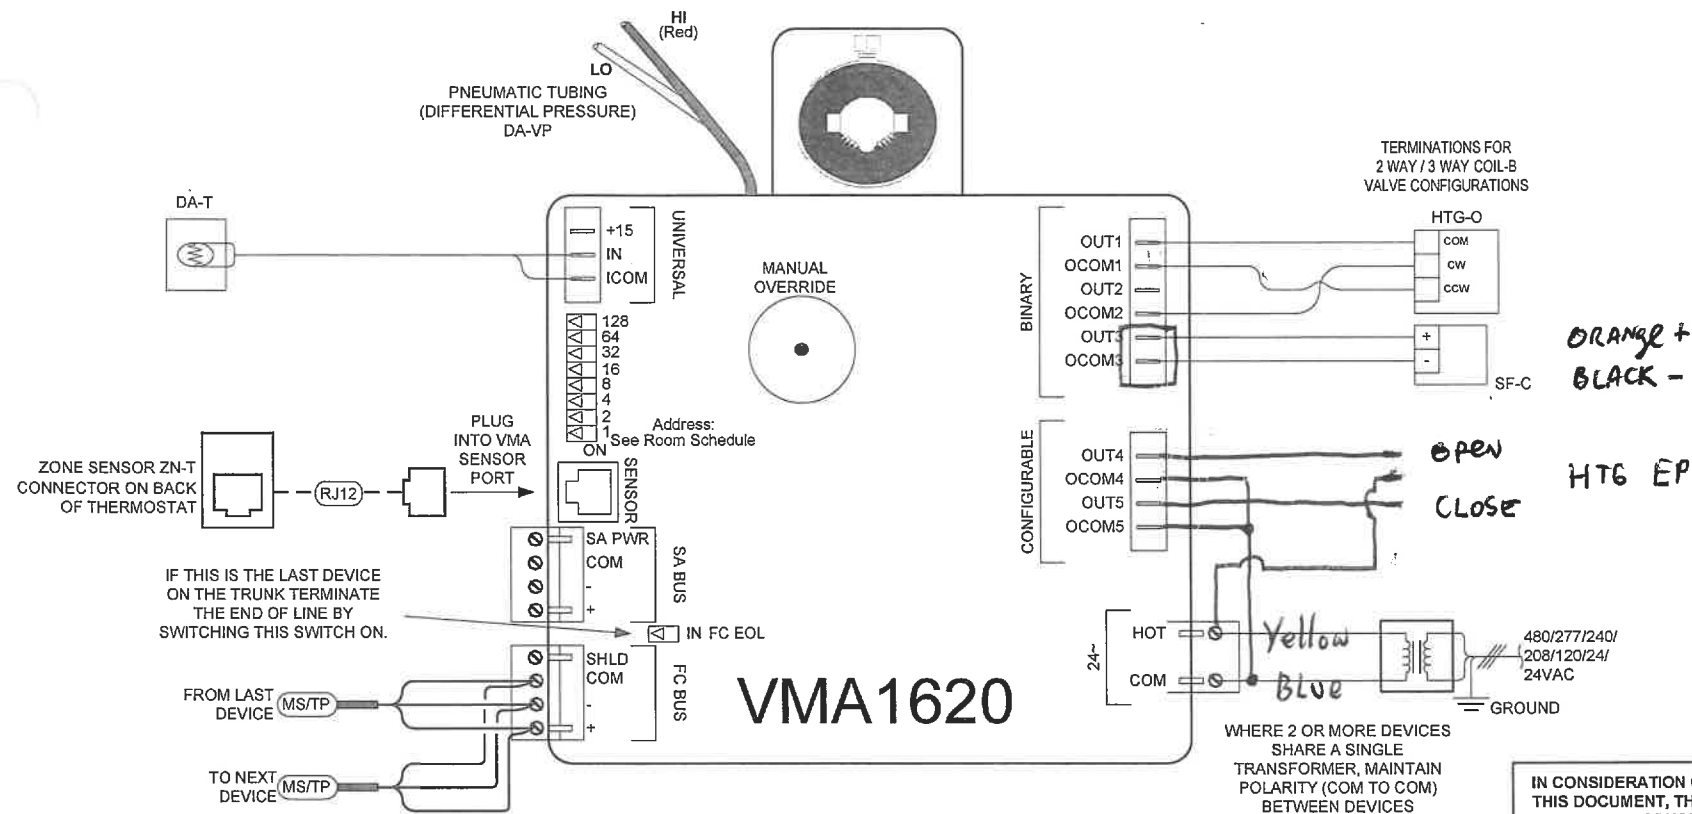 HI
(Red)
LO
PNEUMATIC TUBING
(DIFFERENTIAL PRESSURE)
DA-VP
TERMINATIONS FOR
2 WAY / 3 WAY COIL-B
VALVE CONFIGURATIONS
DA-T
+15
IN
ICOM
UNIVERSAL
MANUAL
OVERRIDE
BINARY
OUT1
OCOM1
OUT2
OCOM2
OUT3
OCOM3
HTG-O
COM
CW
CCW
+
-
SF-C
ORANGE +
BLACK -
128
64
32
16
8
4
2
1
ON
Address:
See Room Schedule
PLUG
INTO VMA
SENSOR
PORT
ZONE SENSOR ZN-T
CONNECTOR ON BACK
OF THERMOSTAT
RJ12
SENSOR
CONFIGURABLE
OUT4
OCOM4
OUT5
OCOM5
OPEN
CLOSE
HTG EP
SA PWR
COM
-
+
SA BUS
IF THIS IS THE LAST DEVICE
ON THE TRUNK TERMINATE
THE END OF LINE BY
SWITCHING THIS SWITCH ON.
IN FC EOL
SHLD
COM
-
+
FC BUS
FROM LAST
DEVICE
MS/TP
TO NEXT
DEVICE
MS/TP
VMA1620
24~
HOT
COM
Yellow
Blue
480/277/240/
208/120/24/
24VAC
GROUND
WHERE 2 OR MORE DEVICES
SHARE A SINGLE
TRANSFORMER, MAINTAIN
POLARITY (COM TO COM)
BETWEEN DEVICES
IN CONSIDERATION
THIS DOCUMENT, TH